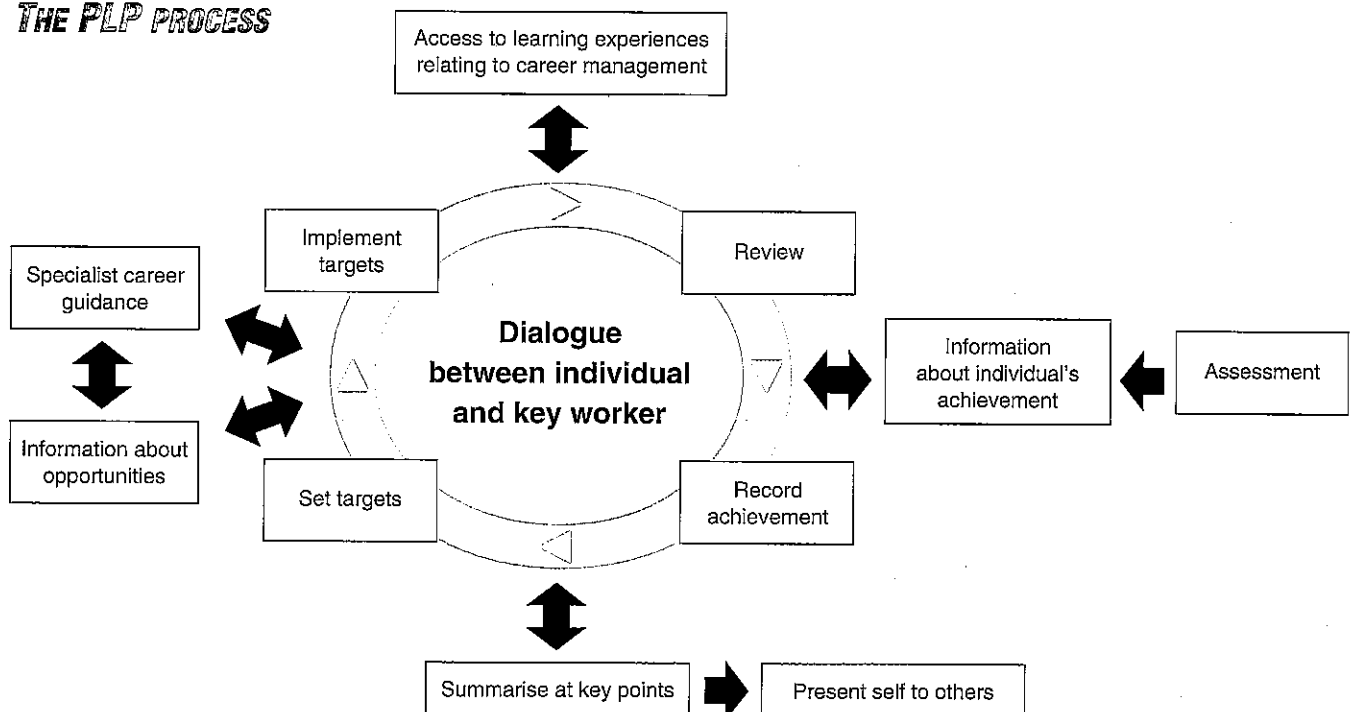 THE PLP PROCESS
Access to learning experiences
relating to career management
Implement
targets
Review
Specialist career
guidance
Dialogue
between individual
and key worker
Information
about individual's
achievement
Assessment
Information about
opportunities
Set targets
Record
achievement
Summarise at key points
Present self to others